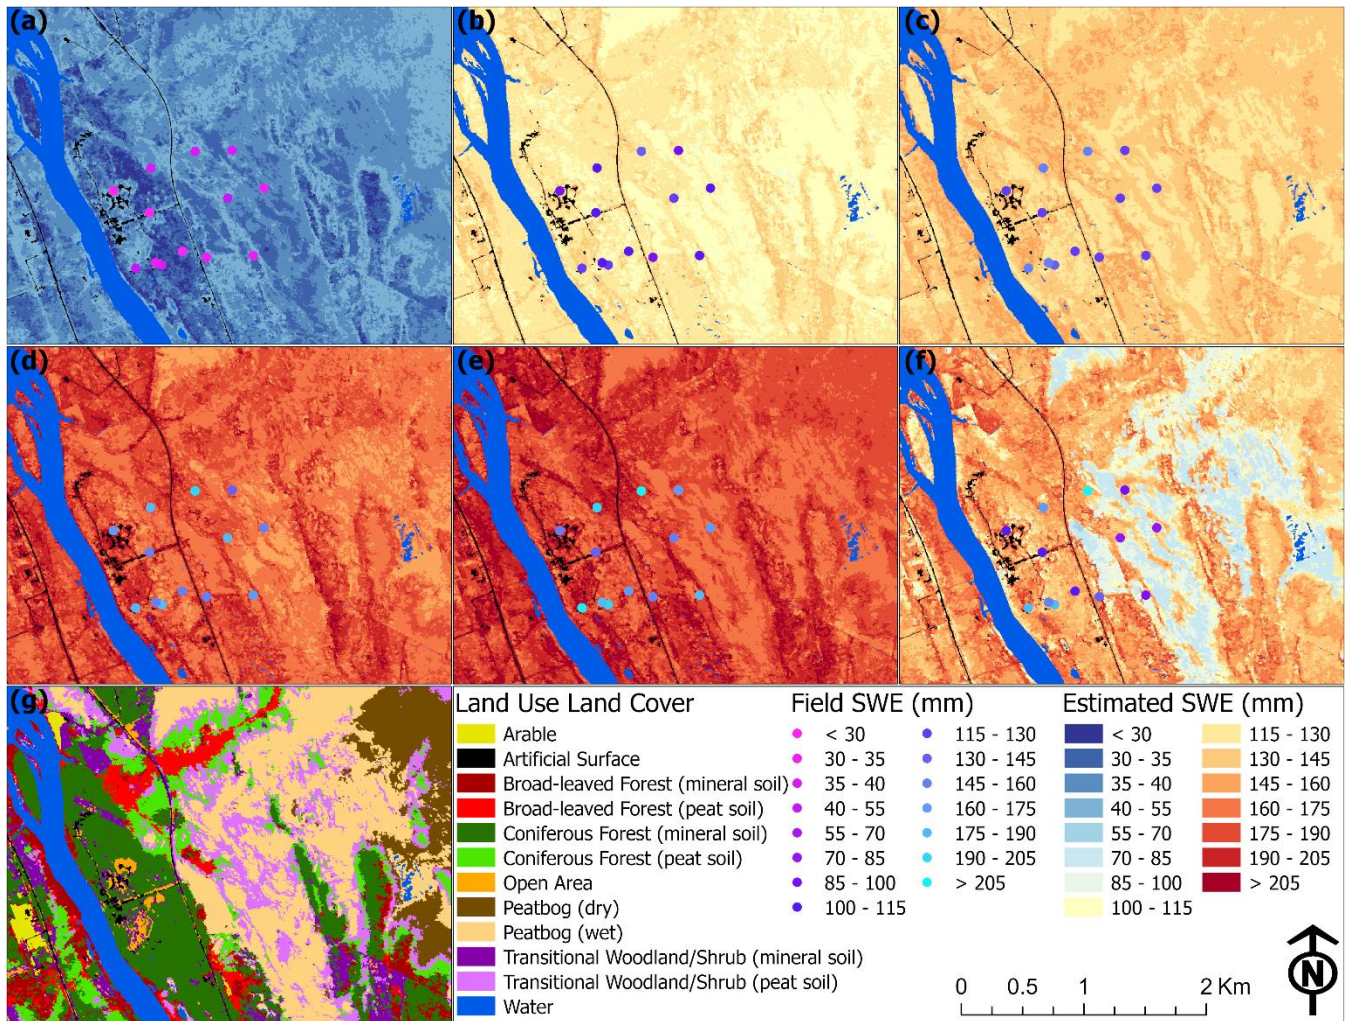 (a)
(b)
(c)
(d)
(e)
(f)
(g)
Land Use Land Cover
Arable
Artificial Surface
Broad-leaved Forest (mineral soil)
Broad-leaved Forest (peat soil)
Coniferous Forest (mineral soil)
Coniferous Forest (peat soil)
Open Area
Peatbog (dry)
Peatbog (wet)
Transitional Woodland/Shrub (mineral soil)
Transitional Woodland/Shrub (peat soil)
Water
Field SWE (mm)
< 30
30 - 35
35 - 40
40 - 55
55 - 70
70 - 85
85 - 100
100 - 115
115 - 130
130 - 145
145 - 160
160 - 175
175 - 190
190 - 205
> 205
Estimated SWE (mm)
< 30
30 - 35
35 - 40
40 - 55
55 - 70
70 - 85
85 - 100
100 - 115
115 - 130
130 - 145
145 - 160
160 - 175
175 - 190
190 - 205
> 205
0 0.5 1 2 Km
N